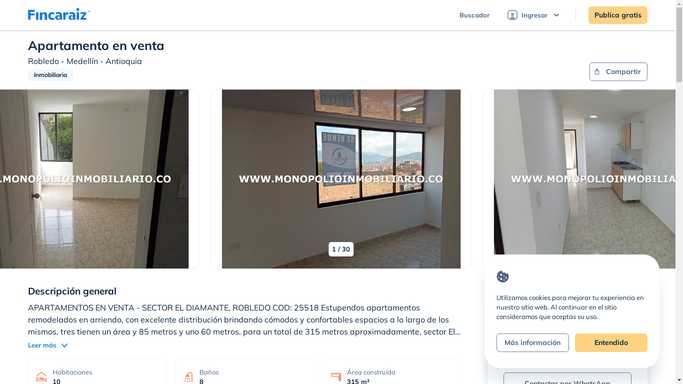 Fincaraiz
Buscador
Ingresar
Publica gratis
Apartamento en venta
Robledo - Medellín - Antioquia
Inmobiliaria
Compartir
WWW.MONOPOLIOINMOBILIARIO.CO
WWW.MONOPOLIOINMOBILIARIO.CO
WWW.MONOPOLIOINMOBILIA
1 / 30
Descripción general
APARTAMENTOS EN VENTA - SECTOR EL DIAMANTE, ROBLEDO COD: 25518 Estupendos apartamentos
remodelados en arriendo, con excelente distribución brindando cómodos y confortables espacios a lo largo de los
mismos, tres tienen un área y 85 metros y uno 60 metros, para un total de 315 metros aproximadamente, sector El...
Leer más
Habitaciones
10
Baños
8
Área construida
315 m²
Utilizamos cookies para mejorar tu experiencia en
nuestro sitio web. Al continuar en el sitio
consideramos que aceptas su uso.
Más información
Entendido
Contactar por WhatsApp